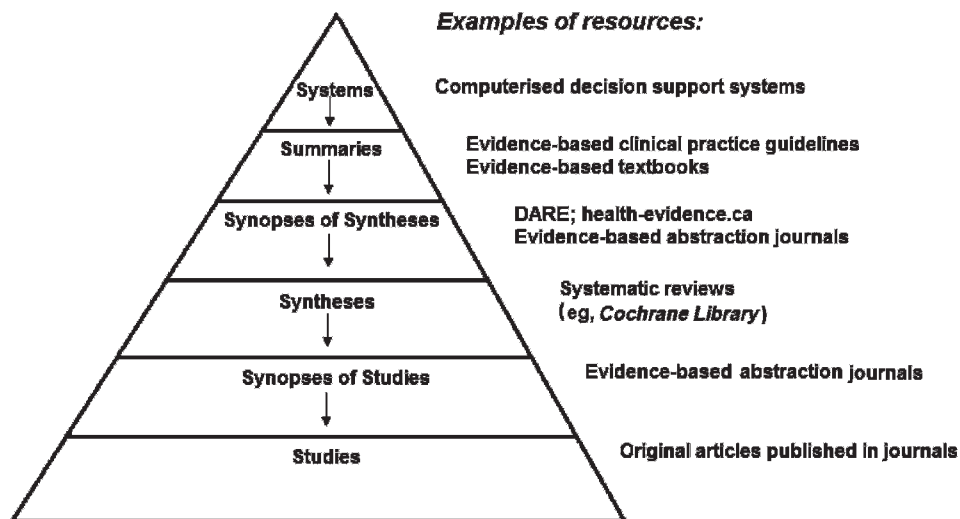 Examples of resources:
Systems
Computerised decision support systems
Summaries
Evidence-based clinical practice guidelines
Evidence-based textbooks
Synopses of Syntheses
DARE; health-evidence.ca
Evidence-based abstraction journals
Syntheses
Systematic reviews
(eg, Cochrane Library)
Synopses of Studies
Evidence-based abstraction journals
Studies
Original articles published in journals